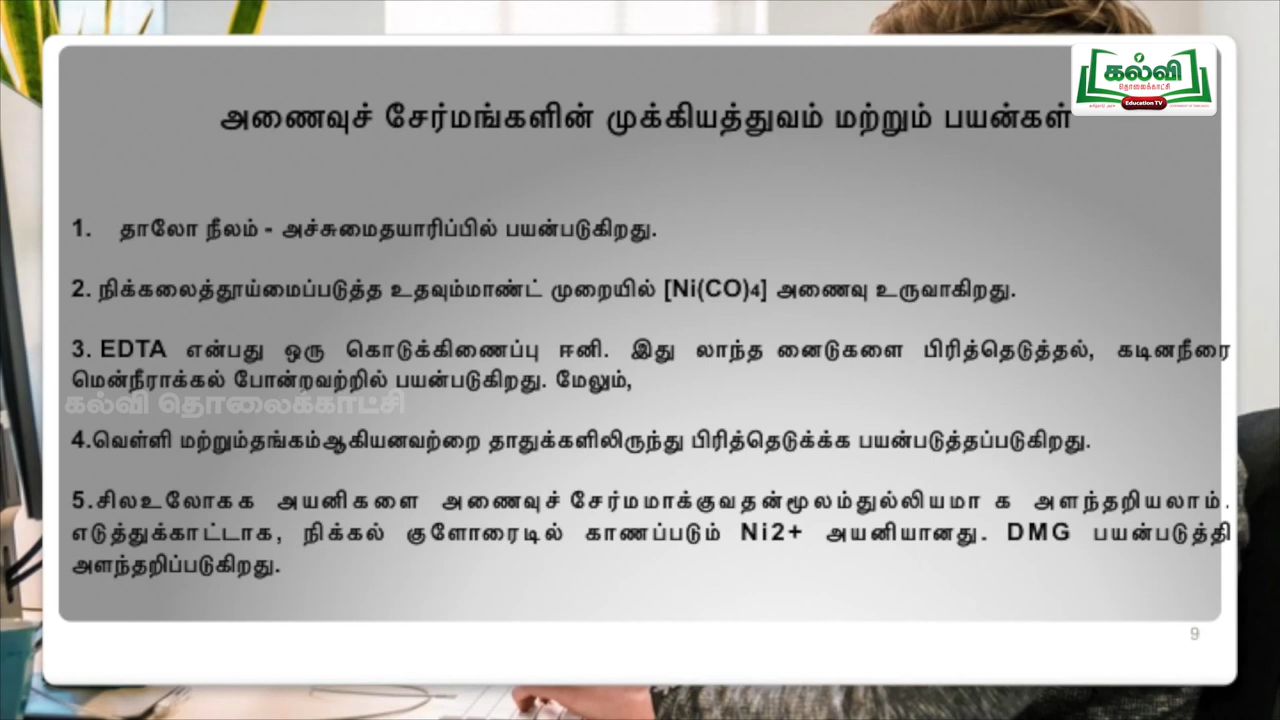 கல்வி
தொலைக்காட்சி
Education TV
அணைவுச் சேர்மங்களின் முக்கியத்துவம் மற்றும் பயன்கள்
1. தாலோ நீலம் - அச்சுமைதயாரிப்பில் பயன்படுகிறது.
2. நிக்கலைத்தூய்மைப்படுத்த உதவும்மாண்ட் முறையில் [Ni(CO)4] அணைவு உருவாகிறது.
3. EDTA என்பது ஒரு கொடுக்கிணைப்பு ஈனி. இது லாந்த னைடுகளை பிரித்தெடுத்தல், கடினநீரை
மென்நீராக்கல் போன்றவற்றில் பயன்படுகிறது. மேலும்,
கல்வி தொலைக்காட்சி
4.வெள்ளி மற்றும்தங்கம்ஆகியனவற்றை தாதுக்களிலிருந்து பிரித்தெடுக்க்க பயன்படுத்தப்படுகிறது.
5.சிலஉலோகக அயனிகளை அணைவுச் சேர்மமாக்குவதன்மூலம்துல்லியமா க அளந்தறியலாம்.
எடுத்துக்காட்டாக, நிக்கல் குளோரைடில் காணப்படும் Ni2+ அயனியானது. DMG பயன்படுத்தி
அளந்தறிப்படுகிறது.
9